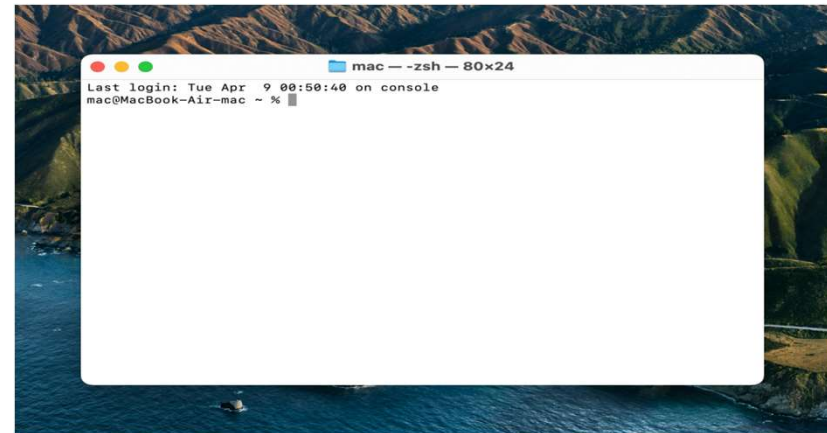 mac — -zsh — 80×24
Last login: Tue Apr  9 00:50:40 on console
mac@MacBook-Air-mac ~ %